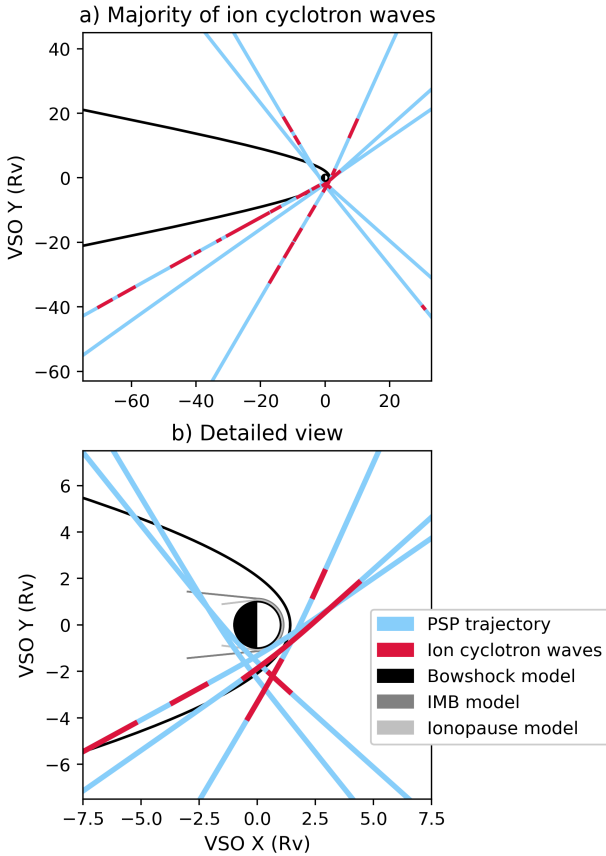 a) Majority of ion cyclotron waves
40
20
0
−20
−40
−60
VSO Y (Rv)
−60 −40 −20 0 20
b) Detailed view
6
4
2
0
−2
−4
−6
VSO Y (Rv)
PSP trajectory
Ion cyclotron waves
Bowshock model
IMB model
Ionopause model
−7.5 −5.0 −2.5 0.0 2.5 5.0 7.5
VSO X (Rv)